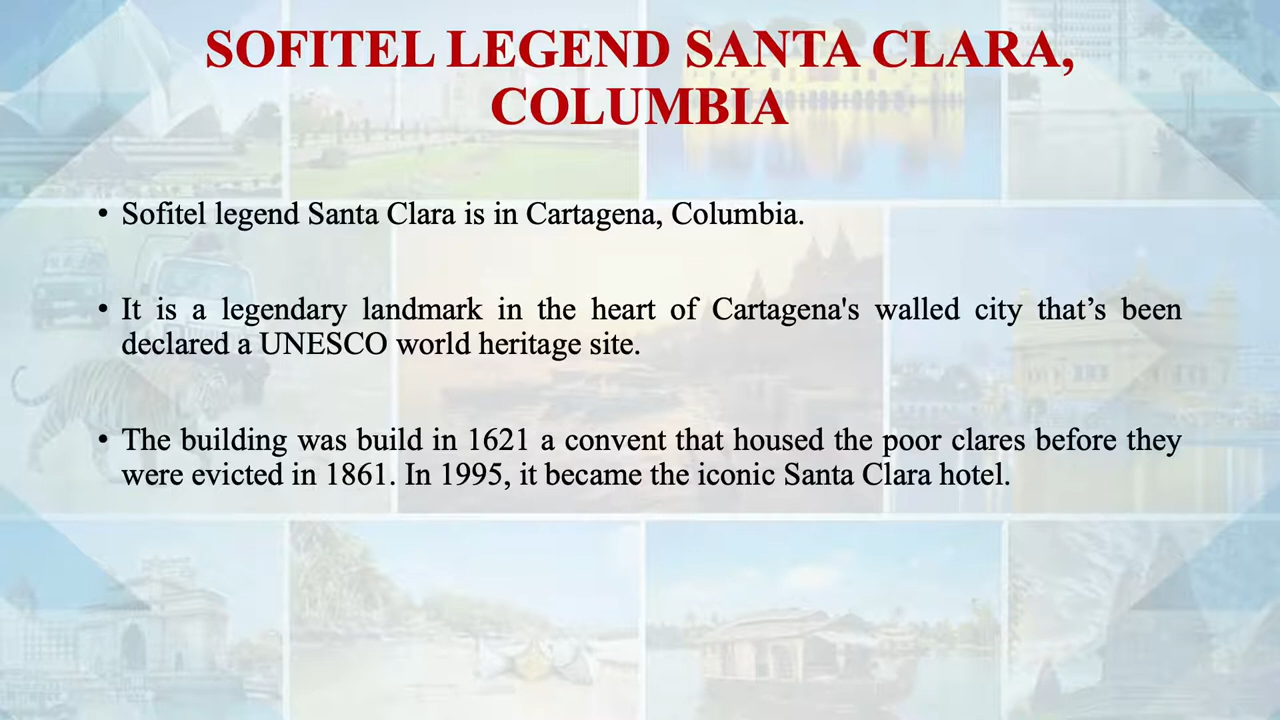 SOFITEL LEGEND SANTA CLARA,
COLUMBIA
• Sofitel legend Santa Clara is in Cartagena, Columbia.
• It is a legendary landmark in the heart of Cartagena's walled city that’s been
declared a UNESCO world heritage site.
• The building was build in 1621 a convent that housed the poor clares before they
were evicted in 1861. In 1995, it became the iconic Santa Clara hotel.